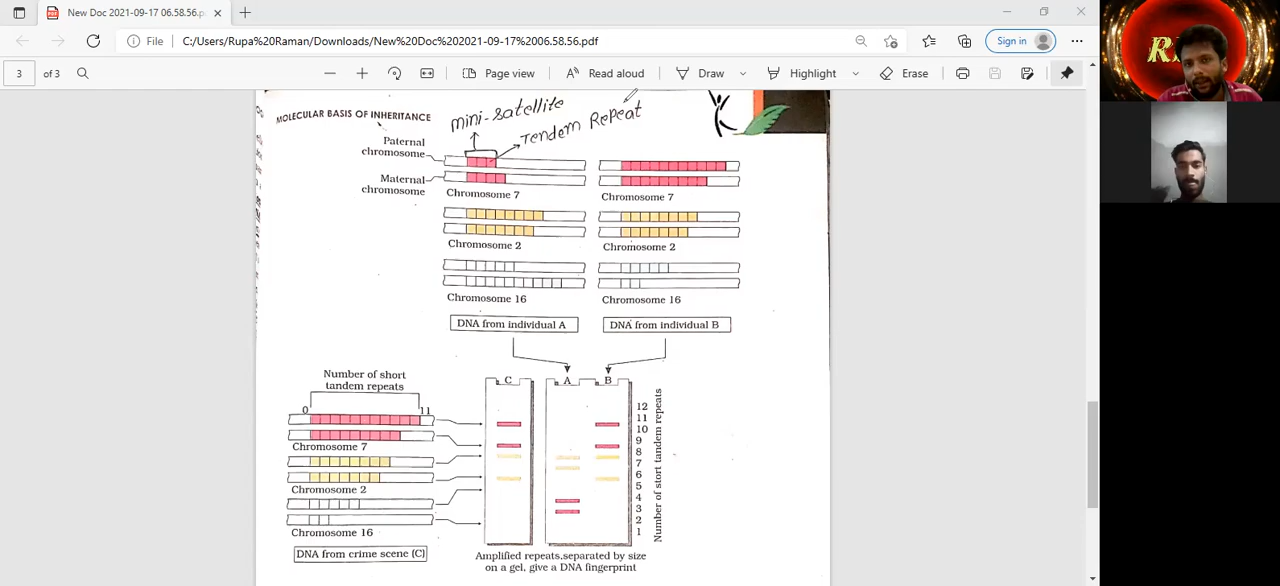 New Doc 2021-09-17 06.58.56.p
File C:/Users/Rupa%20Raman/Downloads/New%20Doc%202021-09-17%2006.58.56.pdf
Sign in
3 of 3
Page view
Read aloud
Draw
Highlight
Erase
MOLECULAR BASIS OF INHERITANCE
mini-satellite
Tendem Repeat
Paternal
chromosome
Maternal
chromosome
Chromosome 7
Chromosome 7
Chromosome 2
Chromosome 2
Chromosome 16
Chromosome 16
DNA from individual A
DNA from individual B
Number of short
tandem repeats
0 11
Chromosome 7
Chromosome 2
Chromosome 16
DNA from crime scene (C)
C A B
12
11
10
9
8
7
6
5
4
3
2
1
Number of stort tandem repeats
Amplified repeats,separated by size
on a gel, give a DNA fingerprint